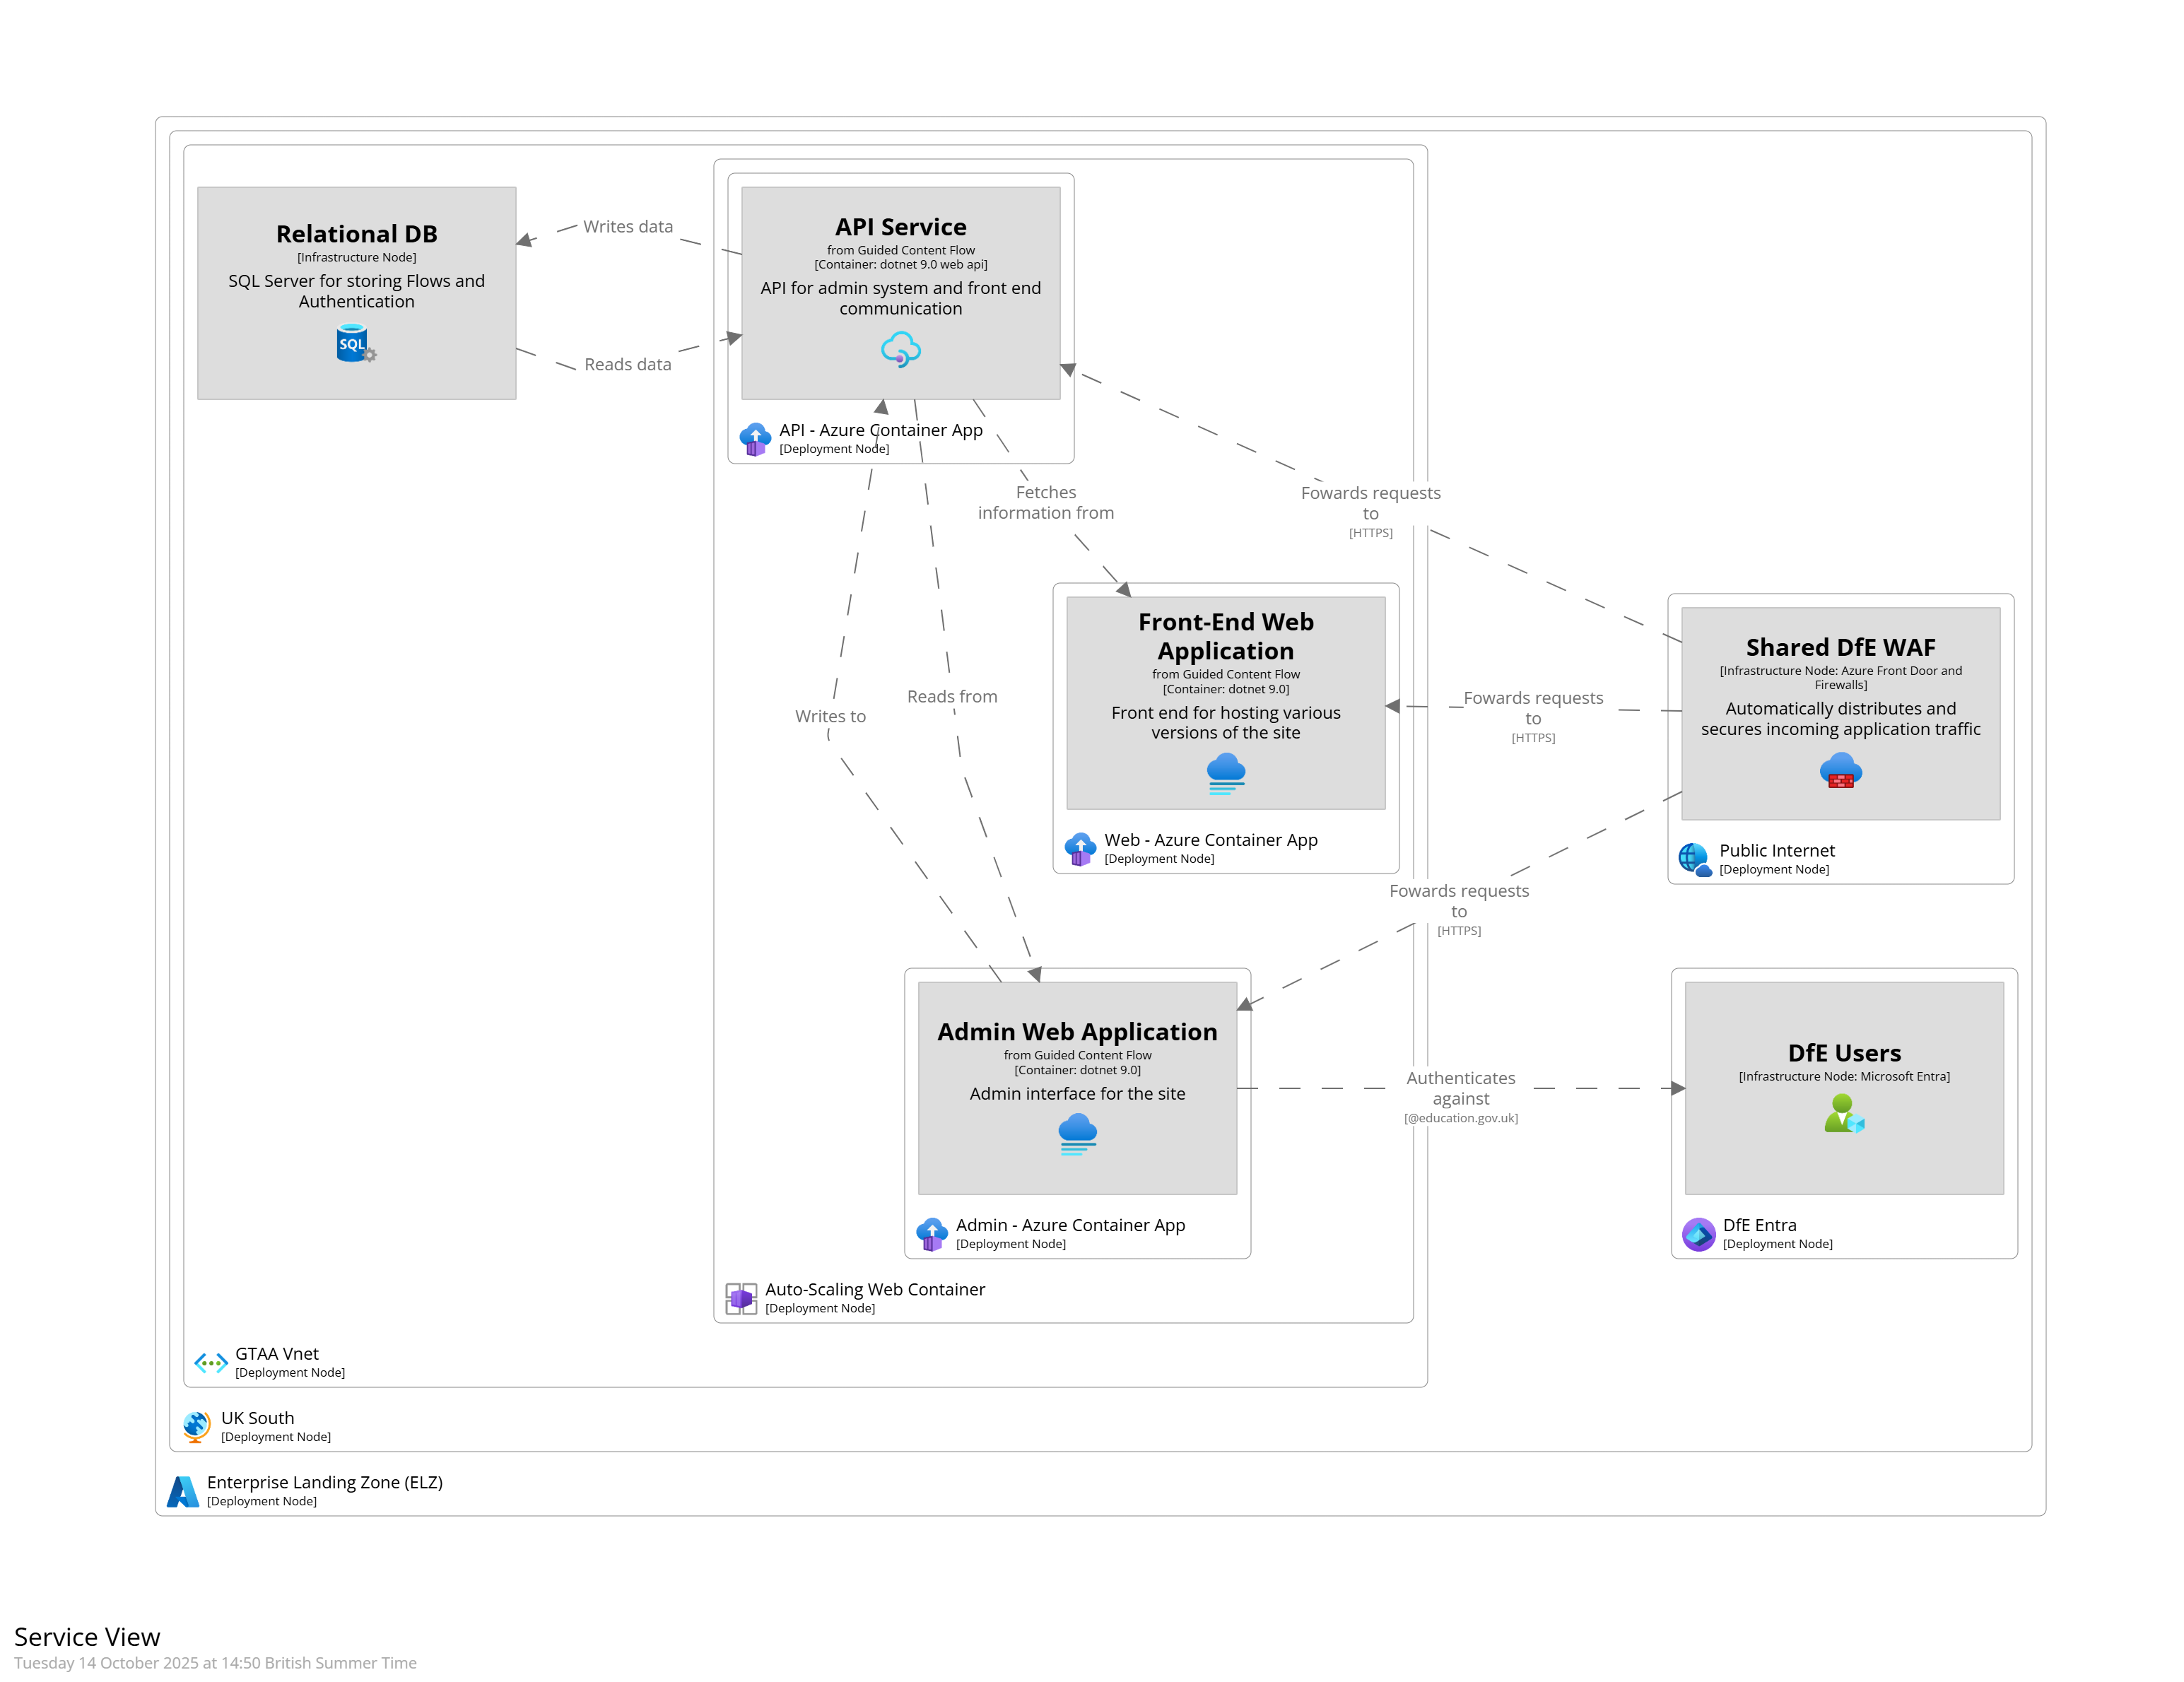 Relational DB
[Infrastructure Node]
SQL Server for storing Flows and
Authentication
SQL
Writes data
Reads data
API Service
from Guided Content Flow
[Container: dotnet 9.0 web api]
API for admin system and front end
communication
API - Azure Container App
[Deployment Node]
Fetches
information from
Fowards requests
to
[HTTPS]
Front-End Web
Application
from Guided Content Flow
[Container: dotnet 9.0]
Front end for hosting various
versions of the site
Web - Azure Container App
[Deployment Node]
Fowards requests
to
[HTTPS]
Shared DfE WAF
[Infrastructure Node: Azure Front Door and
Firewalls]
Automatically distributes and
secures incoming application traffic
Public Internet
[Deployment Node]
Writes to
Reads from
Fowards requests
to
[HTTPS]
Admin Web Application
from Guided Content Flow
[Container: dotnet 9.0]
Admin interface for the site
Admin - Azure Container App
[Deployment Node]
Authenticates
against
[@education.gov.uk]
DfE Users
[Infrastructure Node: Microsoft Entra]
DfE Entra
[Deployment Node]
Auto-Scaling Web Container
[Deployment Node]
GTAA Vnet
[Deployment Node]
UK South
[Deployment Node]
Enterprise Landing Zone (ELZ)
[Deployment Node]
Service View
Tuesday 14 October 2025 at 14:50 British Summer Time